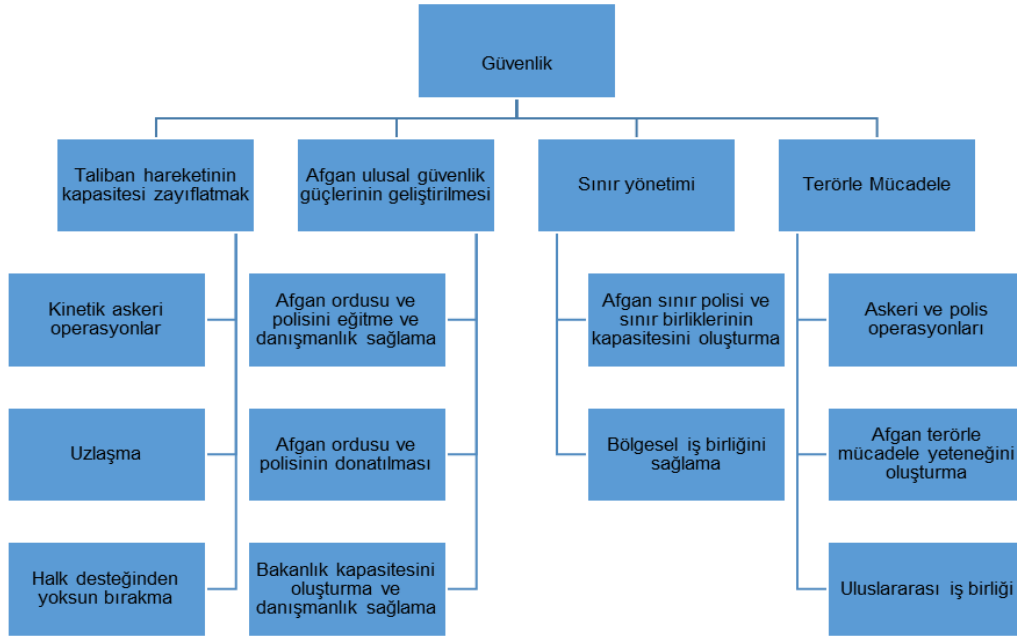 Güvenlik
Taliban hareketinin
kapasitesi zayıflatmak
Afgan ulusal güvenlik
güçlerinin geliştirilmesi
Sınır yönetimi
Terörle Mücadele
Kinetik askeri
operasyonlar
Afgan ordusu ve
polisini eğitme ve
danışmanlık sağlama
Afgan sınır polisi ve
sınır birliklerinin
kapasitesini oluşturma
Askeri ve polis
operasyonları
Uzlaşma
Afgan ordusu ve
polisinin donatılması
Bölgesel iş birliğini
sağlama
Afgan terörle
mücadele yeteneğini
oluşturma
Halk desteğinden
yoksun bırakma
Bakanlık kapasitesini
oluşturma ve
danışmanlık sağlama
Uluslararası iş birliği